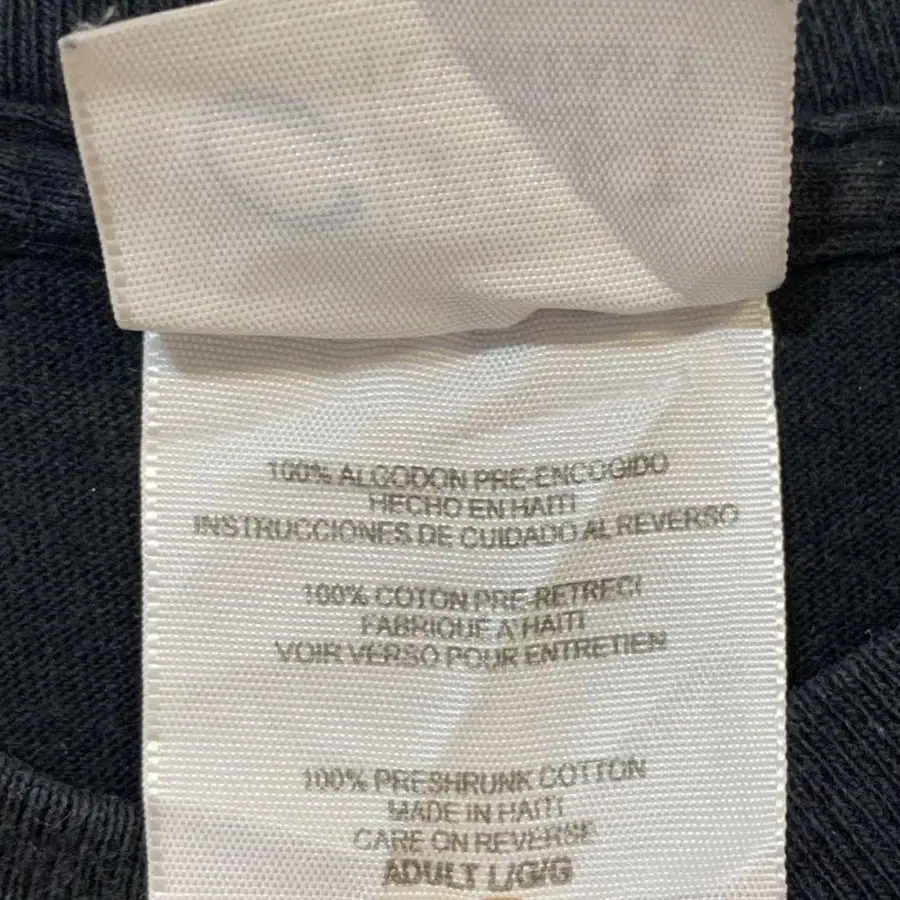 100% ALGODON PRE-ENCOGIDO
HECHO EN HAITI
INSTRUCCIONES DE CUIDADO AL REVERSO
100% COTON PRE-RETRECI
FABRIQUE A HAITI
VOIR VERSO POUR ENTRETIEN
100% PRESHRUNK COTTON
MADE IN HAITI
CARE ON REVERSE
ADULT L/G/G